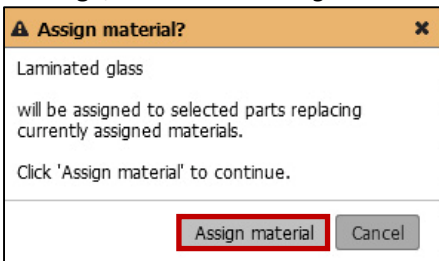 Assign material?
Laminated glass
will be assigned to selected parts replacing
currently assigned materials.
Click 'Assign material' to continue.
Assign material Cancel